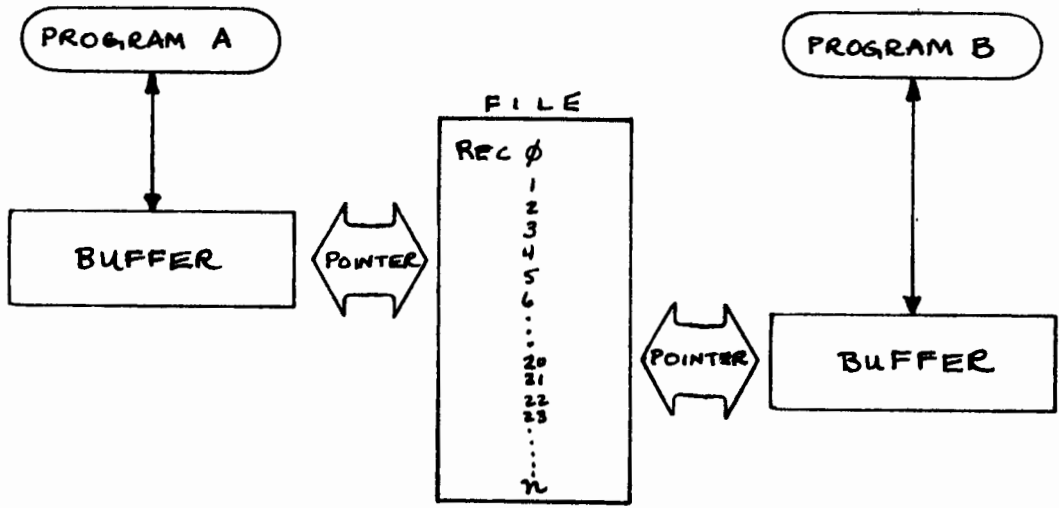 PROGRAM A
PROGRAM B
FILE
REC Ø
1
2
3
4
5
6
.
.
.
20
21
22
23
.
.
.
.
.
n
BUFFER
POINTER
POINTER
BUFFER